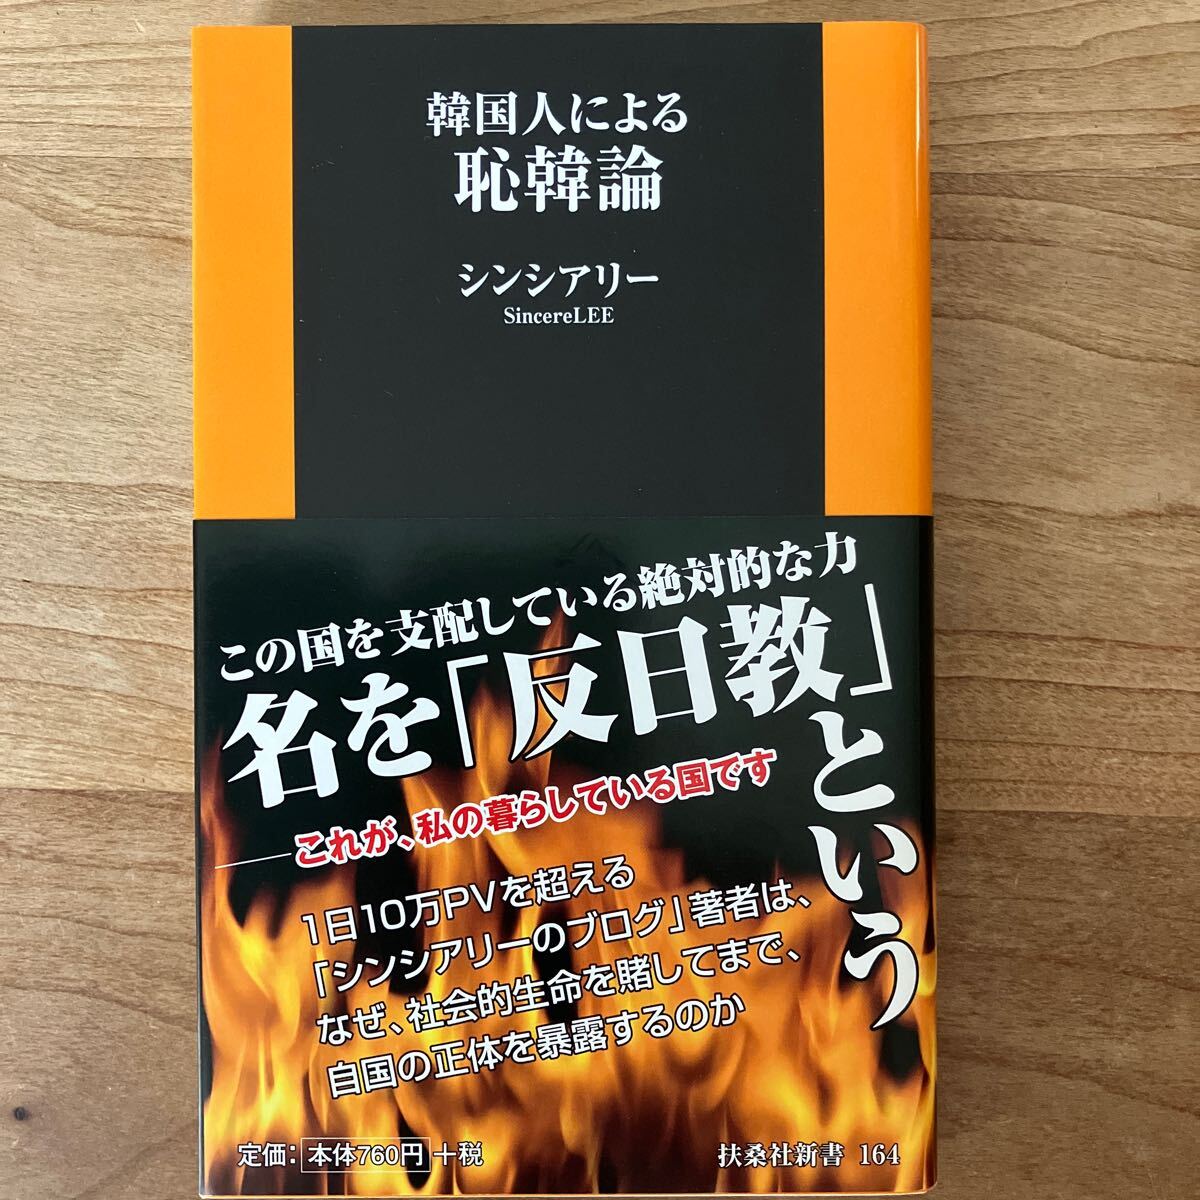 韓国人による
恥韓論
シンシアリー
SincereLEE
この国を支配している絶対的な力
名を「反日教」という
──これが、私の暮らしている国です
1日10万PVを超える
「シンシアリーのブログ」著者は、
なぜ、社会的生命を賭してまで、
自国の正体を暴露するのか
定価：本体760円＋税
扶桑社新書 164